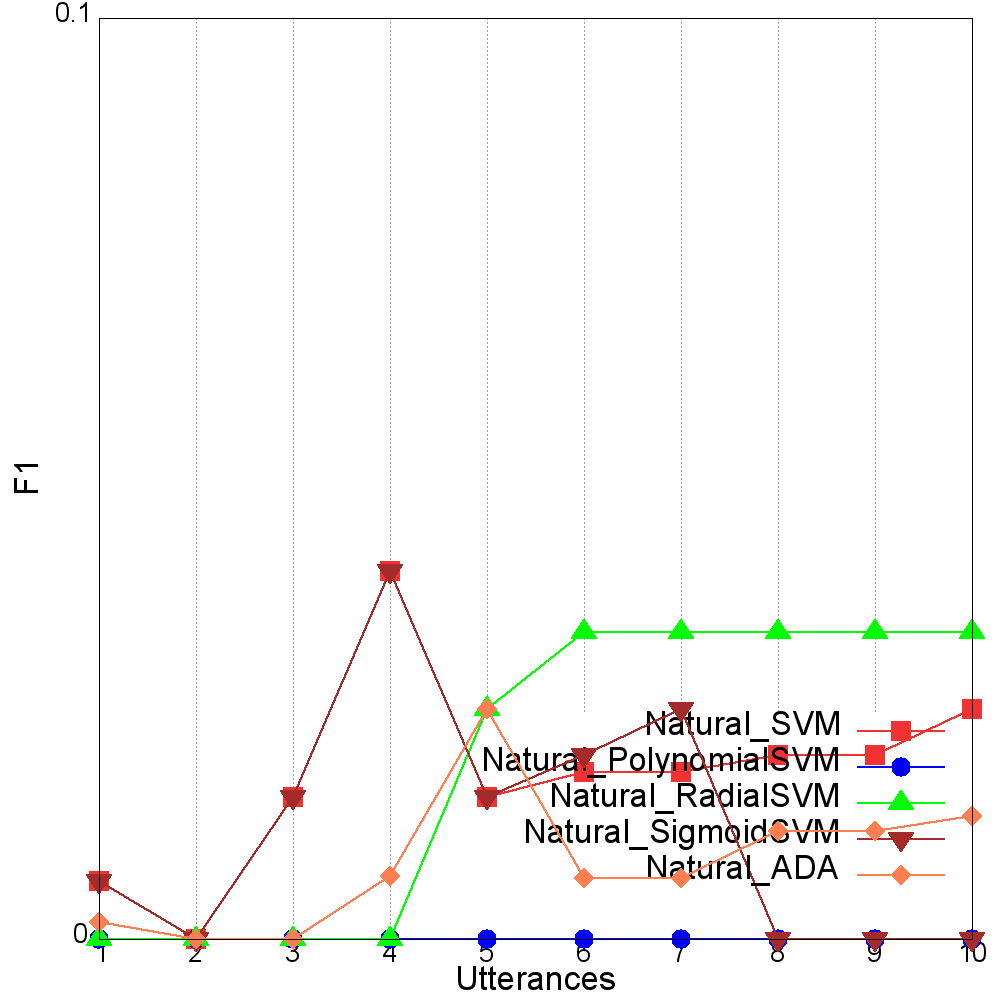 0.1
F1
Natural_SVM
Natural_PolynomialSVM
Natural_RadialSVM
Natural_SigmoidSVM
Natural_ADA
0
1 2 3 4 5 6 7 8 9 10
Utterances